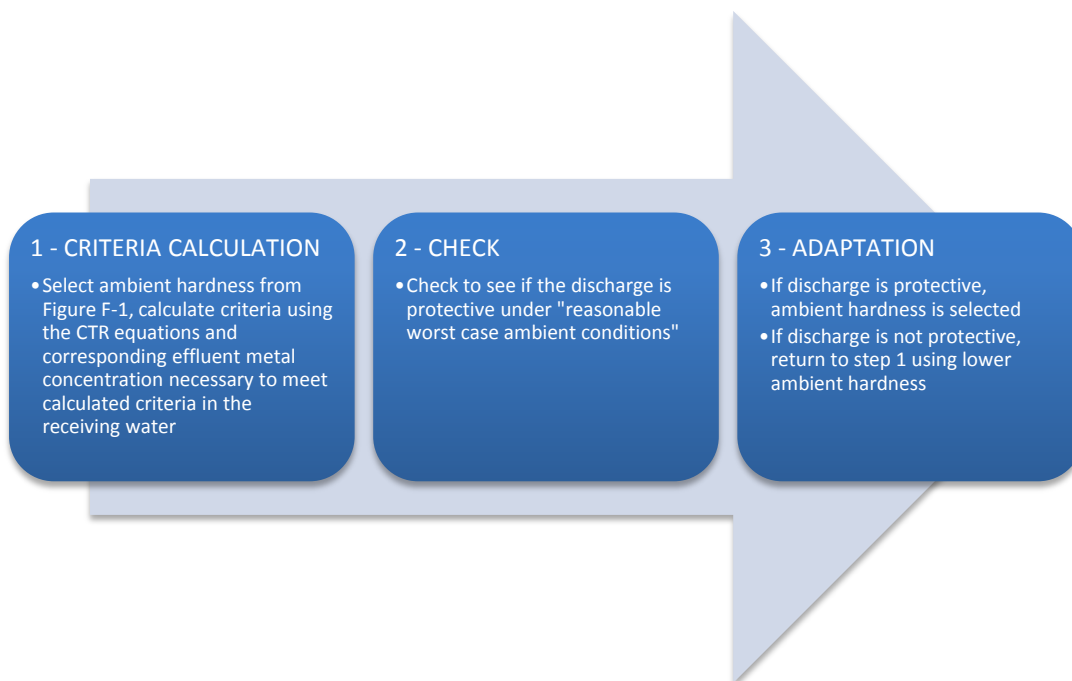 1 - CRITERIA CALCULATION
•Select ambient hardness from
Figure F-1, calculate criteria using
the CTR equations and
corresponding effluent metal
concentration necessary to meet
calculated criteria in the
receiving water
2 - CHECK
•Check to see if the discharge is
protective under "reasonable
worst case ambient conditions"
3 - ADAPTATION
•If discharge is protective,
ambient hardness is selected
•If discharge is not protective,
return to step 1 using lower
ambient hardness